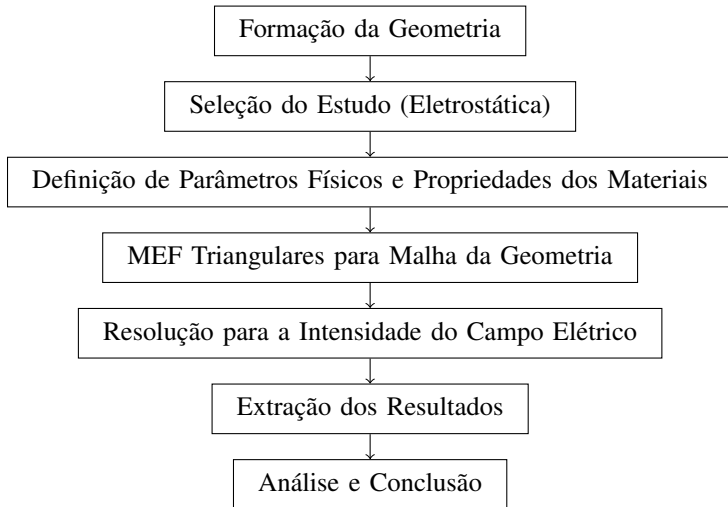 Formação da Geometria
Seleção do Estudo (Eletrostática)
Definição de Parâmetros Físicos e Propriedades dos Materiais
MEF Triangulares para Malha da Geometria
Resolução para a Intensidade do Campo Elétrico
Extração dos Resultados
Análise e Conclusão